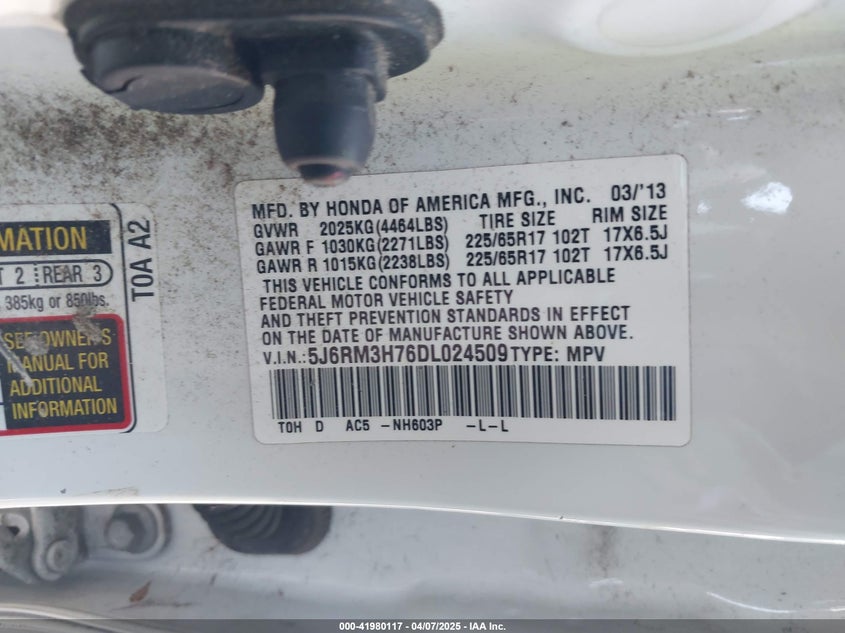 MFD. BY HONDA OF AMERICA MFG., INC. 03/'13
GVWR 2025KG(4464LBS) TIRE SIZE RIM SIZE
GAWR F 1030KG(2271LBS) 225/65R17 102T 17X6.5J
GAWR R 1015KG(2238LBS) 225/65R17 102T 17X6.5J
THIS VEHICLE CONFORMS TO ALL APPLICABLE
FEDERAL MOTOR VEHICLE SAFETY
AND THEFT PREVENTION STANDARDS IN EFFECT
ON THE DATE OF MANUFACTURE SHOWN ABOVE.
V.I.N.: 5J6RM3H76DL024509 TYPE: MPV
TOH D AC5 -NH603P -L-L
MATION
2 REAR 3
385kg or 850lbs.
SEE OWNER'S
MANUAL FOR
ADDITIONAL
INFORMATION
T0A A2
000-41980117 - 04/07/2025 - IAA Inc.